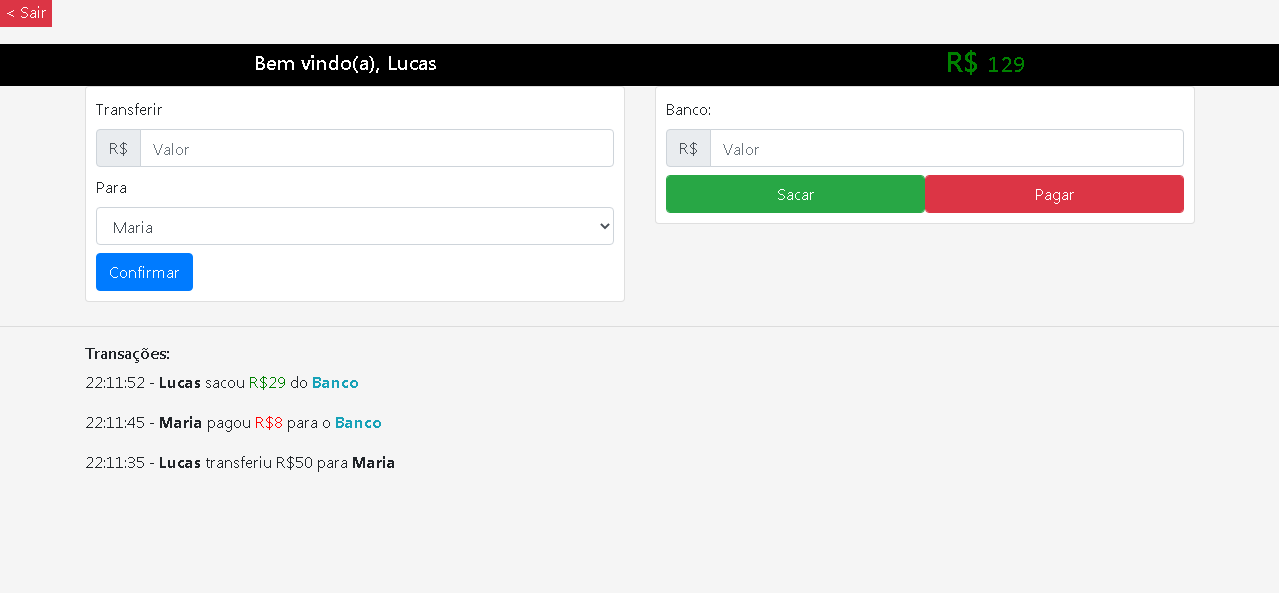 < Sair
Bem vindo(a), Lucas
R$ 129
Transferir
R$ Valor
Para
Maria
Confirmar
Banco:
R$ Valor
Sacar Pagar
Transações:
22:11:52 - Lucas sacou R$29 do Banco
22:11:45 - Maria pagou R$8 para o Banco
22:11:35 - Lucas transferiu R$50 para Maria